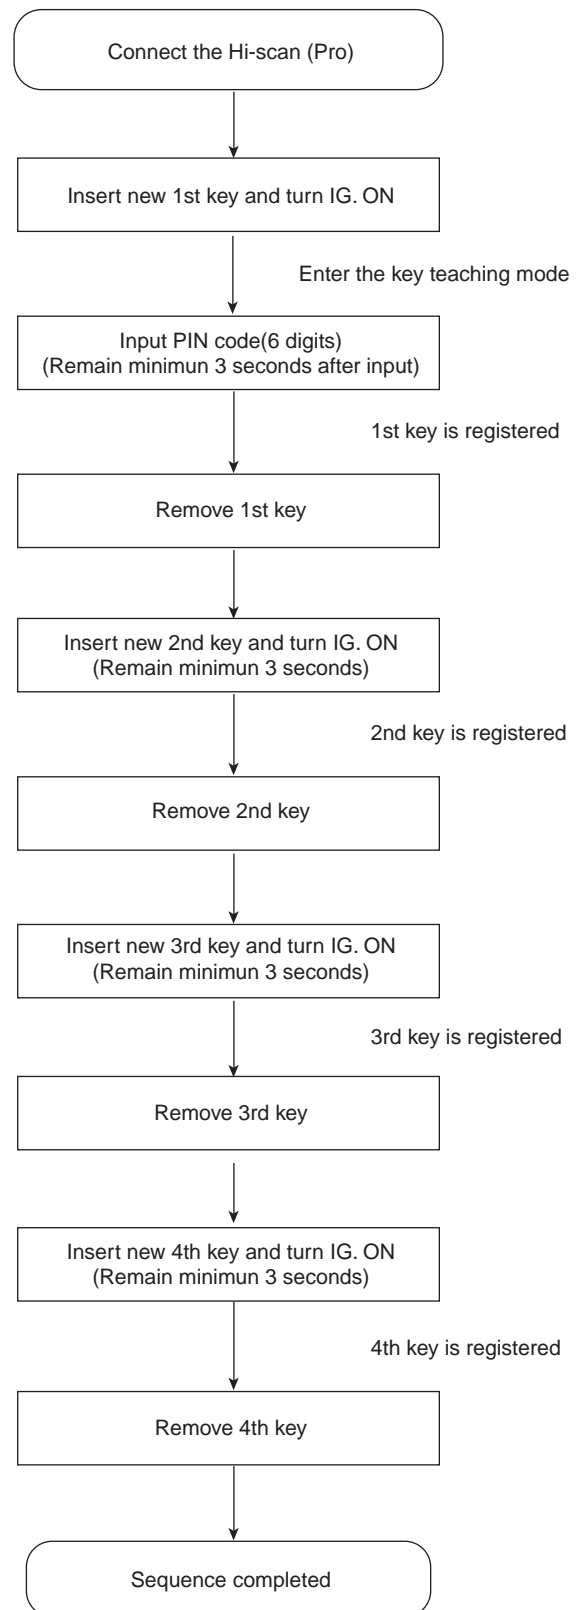 Connect the Hi-scan (Pro)
Insert new 1st key and turn IG. ON
Enter the key teaching mode
Input PIN code(6 digits)
(Remain minimun 3 seconds after input)
1st key is registered
Remove 1st key
Insert new 2nd key and turn IG. ON
(Remain minimun 3 seconds)
2nd key is registered
Remove 2nd key
Insert new 3rd key and turn IG. ON
(Remain minimun 3 seconds)
3rd key is registered
Remove 3rd key
Insert new 4th key and turn IG. ON
(Remain minimun 3 seconds)
4th key is registered
Remove 4th key
Sequence completed